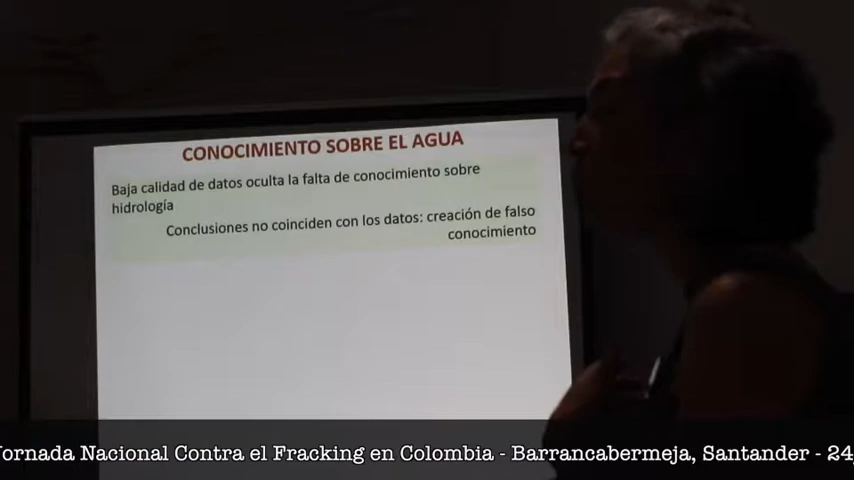 CONOCIMIENTO SOBRE EL AGUA
Baja calidad de datos oculta la falta de conocimiento sobre
hidrología
Conclusiones no coinciden con los datos: creación de falso
conocimiento
Jornada Nacional Contra el Fracking en Colombia - Barrancabermeja, Santander - 24